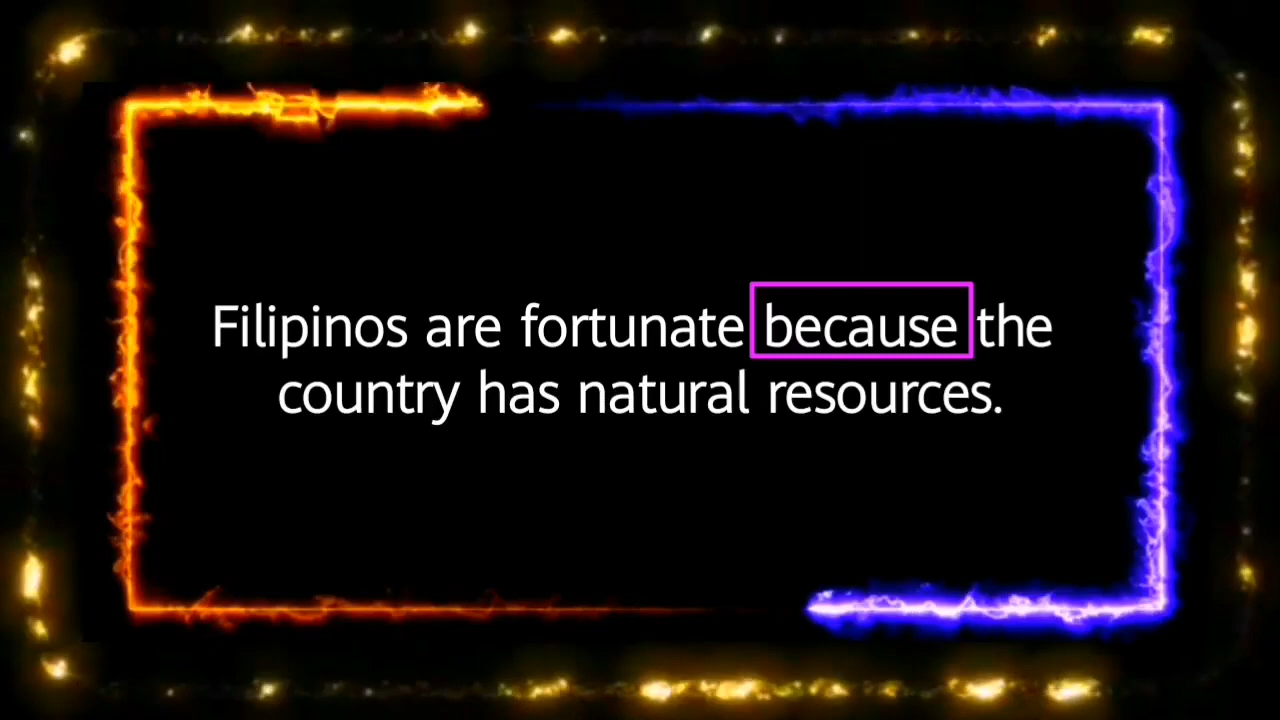 Filipinos are fortunate because the
country has natural resources.